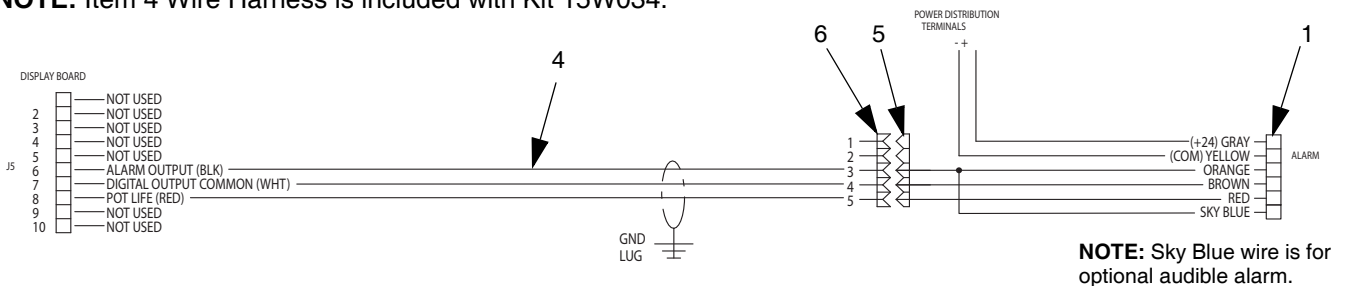 NOTE: Item 4 Wire Harness is included with Kit 15W034.
POWER DISTRIBUTION
TERMINALS
- +
6
5
1
4
DISPLAY BOARD
NOT USED
2 NOT USED
3 NOT USED
4 NOT USED
5 NOT USED
J5
6 ALARM OUTPUT (BLK)
7 DIGITAL OUTPUT COMMON (WHT)
8 POT LIFE (RED)
9 NOT USED
10 NOT USED
1
2
3
4
5
(+24) GRAY
(COM) YELLOW
ORANGE
BROWN
RED
SKY BLUE
ALARM
GND
LUG
NOTE: Sky Blue wire is for
optional audible alarm.